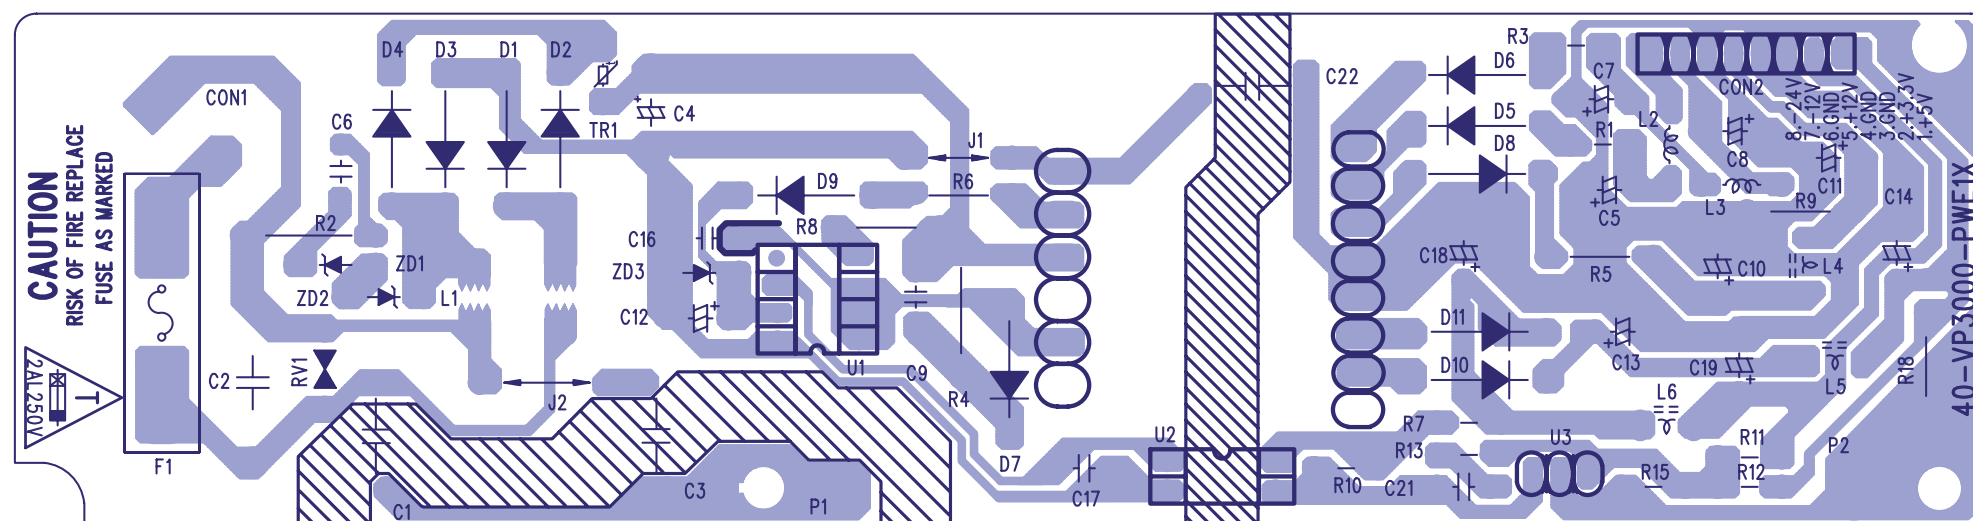 D4
D3
D1
D2
TR1
C4
CON1
C6
CAUTION
RISK OF FIRE REPLACE
FUSE AS MARKED
R2
ZD1
ZD2
L1
2AL250V
F1
C2
RV1
J2
C1
C3
P1
C16
ZD3
C12
D9
R8
R6
J1
U1
C9
R4
D7
C17
U2
C22
R3
D6
D5
D8
C7
R1
L2
C5
C8
L3
CON2
8.-24V
7.-12V
6.GND
5.+12V
4.GND
3.GND
2.+3.3V
1.+5V
C11
R9
C14
C18
R5
C10
L4
D11
D10
C13
C19
L5
R18
L6
R7
R13
R10
C21
U3
R15
R11
R12
P2
40-VP3000-PWE1X